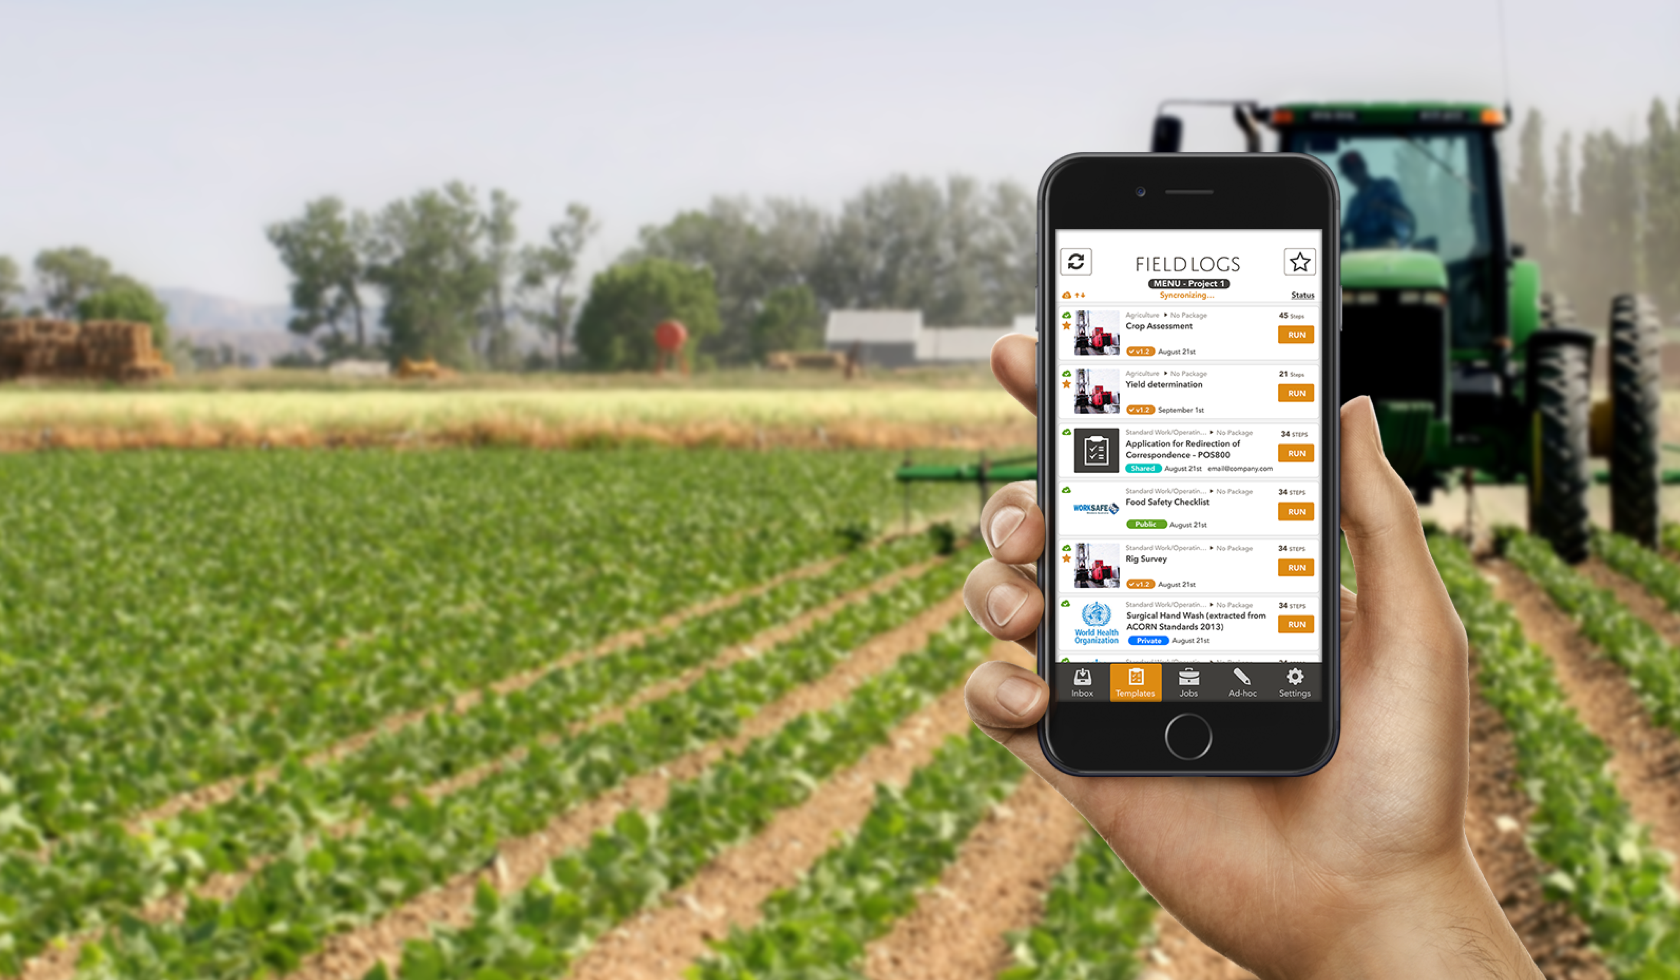 FIELD LOGS
MENU - Project 1
Syncronizing...
Status
Agriculture ▸ No Package
45 Steps
Crop Assessment
RUN
v1.2 August 21st
Agriculture ▸ No Package
21 Steps
Yield determination
RUN
v1.2 September 1st
Standard Work/Operatin... ▸ No Package
34 STEPS
Application for Redirection of
Correspondence - POS800
RUN
Shared August 21st email@company.com
Standard Work/Operatin... ▸ No Package
34 STEPS
WORKSAFE
Food Safety Checklist
RUN
Public August 21st
Standard Work/Operatin... ▸ No Package
34 STEPS
Rig Survey
RUN
v1.2 August 21st
Standard Work/Operatin... ▸ No Package
34 STEPS
Surgical Hand Wash (extracted from
ACORN Standards 2013)
RUN
World Health
Organization
Private August 21st
Inbox
Templates
Jobs
Ad-hoc
Settings